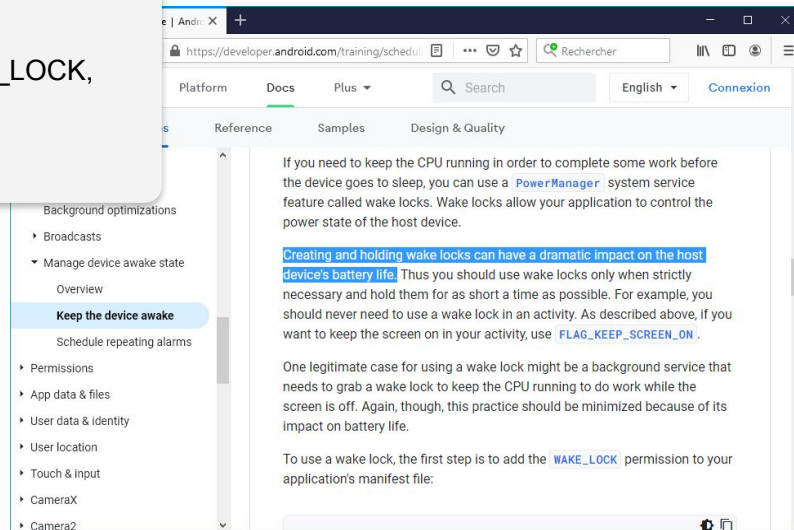 _LOCK,
e | Andr
https://developer.android.com/training/schedul
Rechercher
Platform
Docs
Plus
Search
English
Connexion
s
Reference
Samples
Design & Quality
Background optimizations
Broadcasts
Manage device awake state
Overview
Keep the device awake
Schedule repeating alarms
Permissions
App data & files
User data & identity
User location
Touch & input
CameraX
Camera2
If you need to keep the CPU running in order to complete some work before
the device goes to sleep, you can use a PowerManager system service
feature called wake locks. Wake locks allow your application to control the
power state of the host device.
Creating and holding wake locks can have a dramatic impact on the host
device's battery life. Thus you should use wake locks only when strictly
necessary and hold them for as short a time as possible. For example, you
should never need to use a wake lock in an activity. As described above, if you
want to keep the screen on in your activity, use FLAG_KEEP_SCREEN_ON .
One legitimate case for using a wake lock might be a background service that
needs to grab a wake lock to keep the CPU running to do work while the
screen is off. Again, though, this practice should be minimized because of its
impact on battery life.
To use a wake lock, the first step is to add the WAKE_LOCK permission to your
application's manifest file: